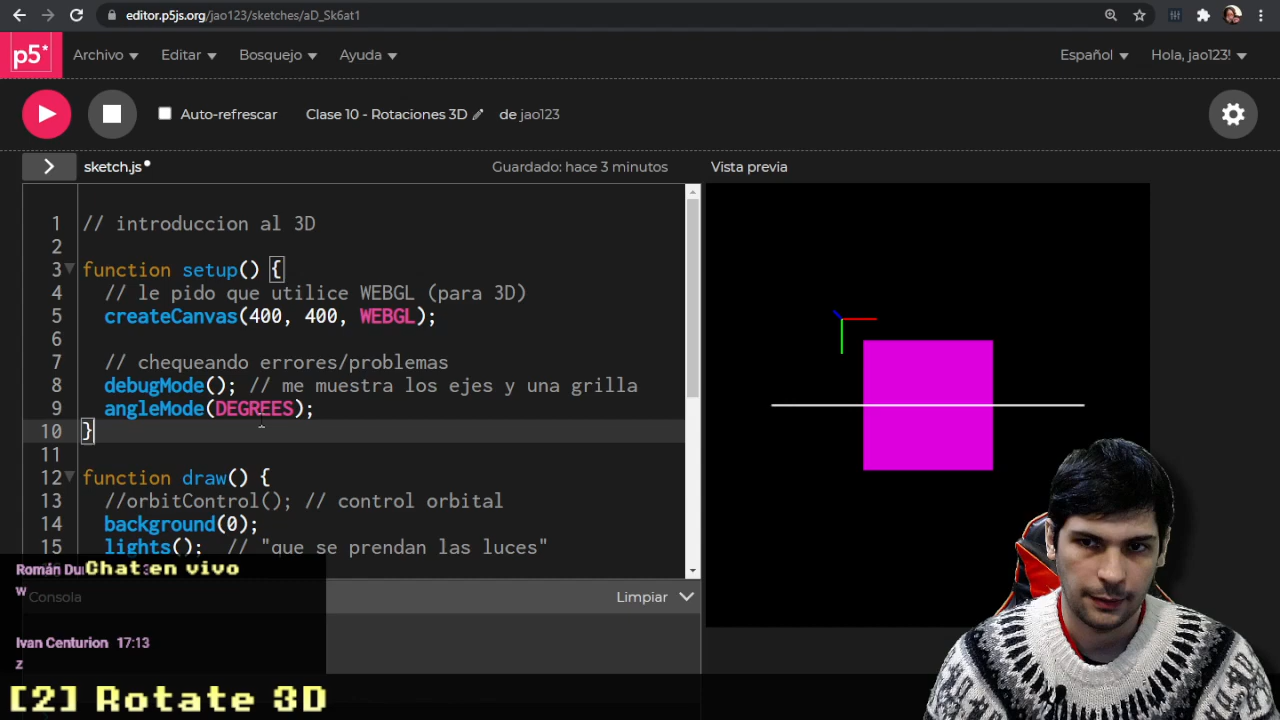 editor.p5js.org/jao123/sketches/aD_Sk6at1
p5*
Archivo
Editar
Bosquejo
Ayuda
Español
Hola, jao123!
Auto-refrescar
Clase 10 - Rotaciones 3D
de jao123
sketch.js
Guardado: hace 3 minutos
Vista previa
1 // introduccion al 3D
2
3 function setup() {
4 // le pido que utilice WEBGL (para 3D)
5 createCanvas(400, 400, WEBGL);
6
7 // chequeando errores/problemas
8 debugMode(); // me muestra los ejes y una grilla
9 angleMode(DEGREES);
10 }
11
12 function draw() {
13 //orbitControl(); // control orbital
14 background(0);
15 lights(); // "que se prendan las luces"
Román
Chat en vivo
w
Consola
Limpiar
Ivan Centurion 17:13
z
[2] Rotate 3D